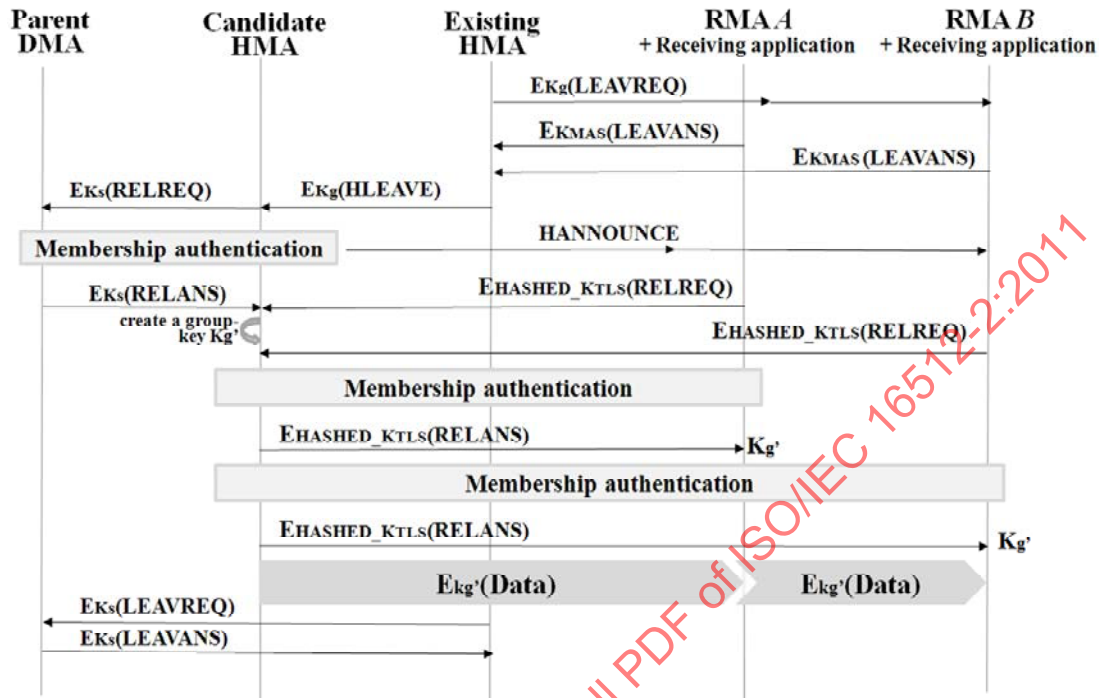 Parent
DMA
Candidate
HMA
Existing
HMA
RMA A
+ Receiving application
RMA B
+ Receiving application
EKg(LEAVREQ)
EKMAS(LEAVANS)
EKMAS (LEAVANS)
EKs(RELREQ)
EKg(HLEAVE)
Membership authentication
HANNOUNCE
EKs(RELANS)
EHASHED_KTLS(RELREQ)
create a group-
key Kg'
EHASHED_KTLS(RELREQ)
Membership authentication
EHASHED_KTLS(RELANS)
Kg'
Membership authentication
EHASHED_KTLS(RELANS)
Kg'
Ekg'(Data)
Ekg'(Data)
EKs(LEAVREQ)
EKs(LEAVANS)
ll PDF of ISO/IEC 16512-2:2011